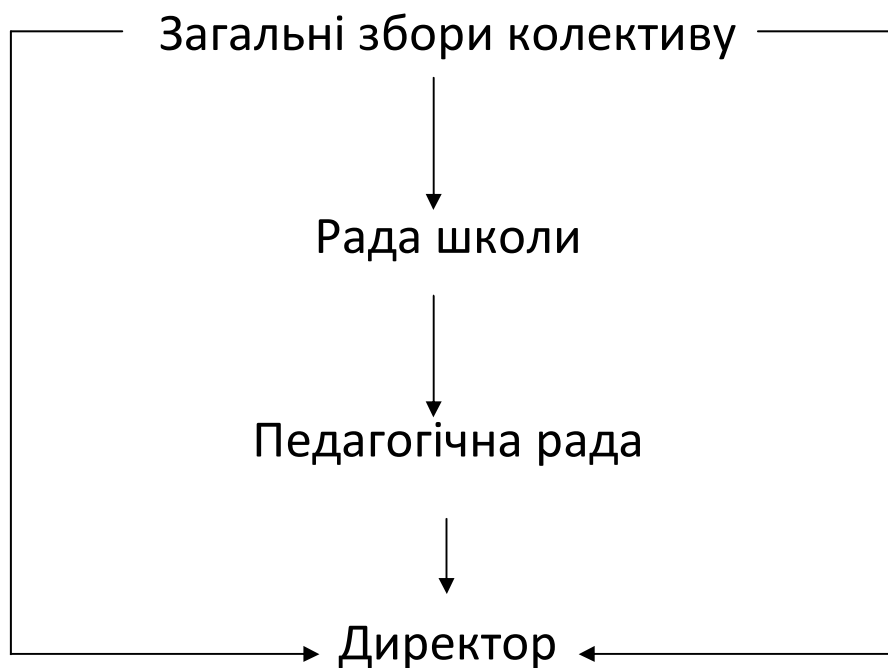 Загальні збори колективу
Рада школи
Педагогічна рада
Директор